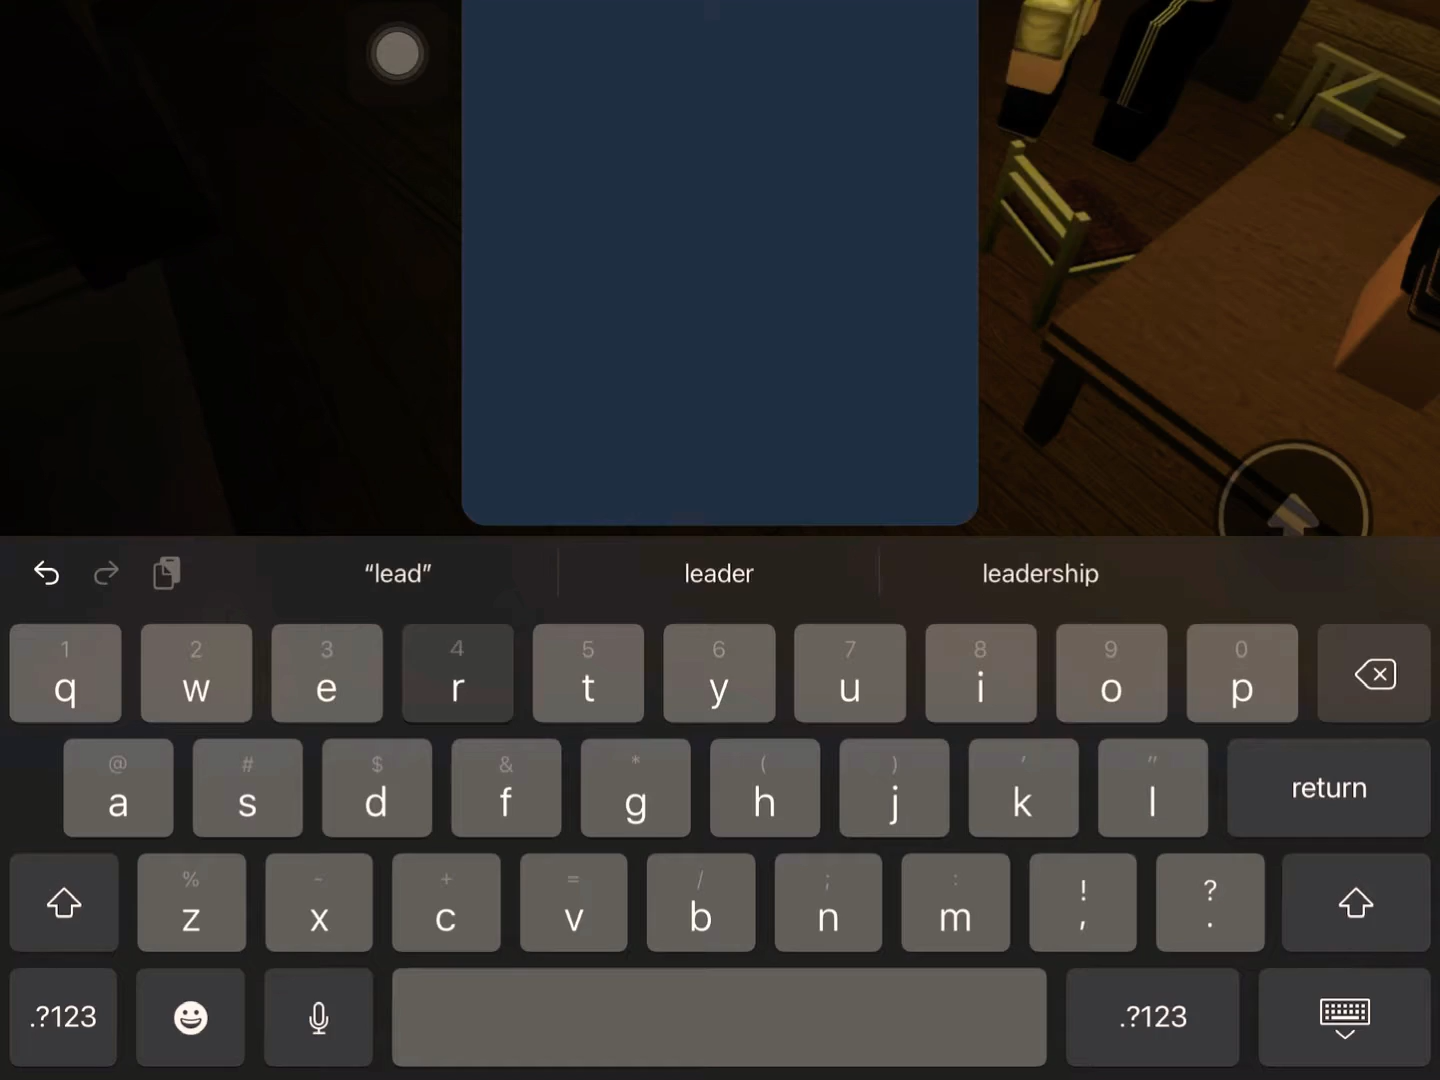 “lead” leader leadership
1 2 3 4 5 6 7 8 9 0
q w e r t y u i o p
@ # $ & * ( ) ' "
a s d f g h j k l return
% - + = / ; : ! ?
z x c v b n m , .
.?123 .?123